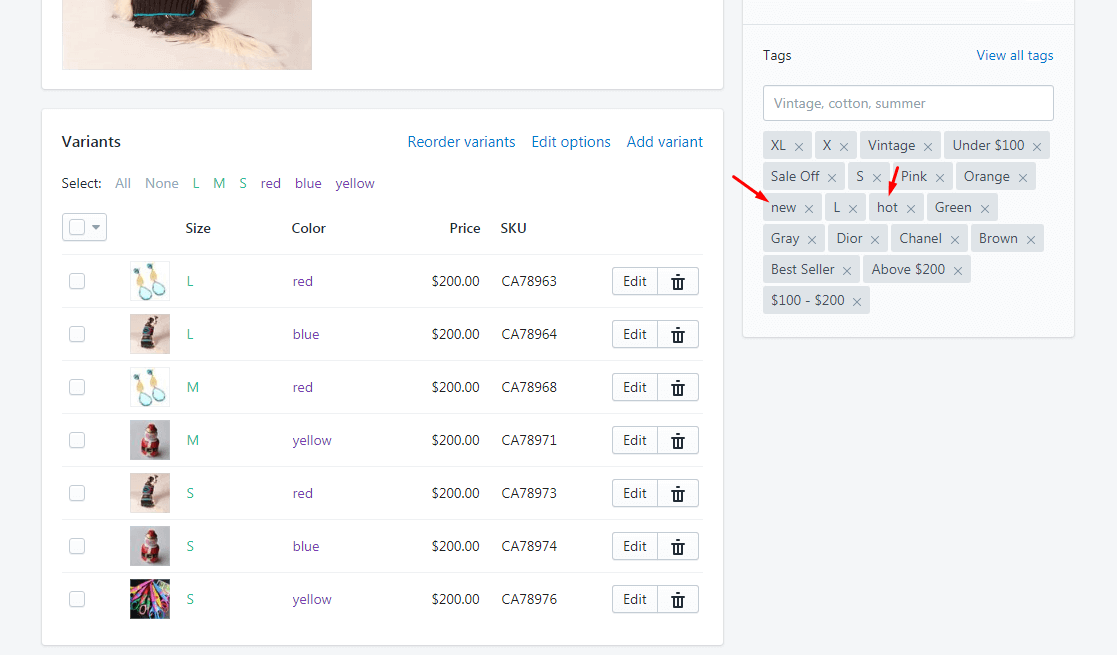 Variants
Reorder variants Edit options Add variant
Select: All None L M S red blue yellow
Size Color Price SKU
L red $200.00 CA78963 Edit
L blue $200.00 CA78964 Edit
M red $200.00 CA78968 Edit
M yellow $200.00 CA78971 Edit
S red $200.00 CA78973 Edit
S blue $200.00 CA78974 Edit
S yellow $200.00 CA78976 Edit
Tags View all tags
Vintage, cotton, summer
XL × X × Vintage × Under $100 ×
Sale Off × S × Pink × Orange ×
new × L × hot × Green ×
Gray × Dior × Chanel × Brown ×
Best Seller × Above $200 ×
$100 - $200 ×